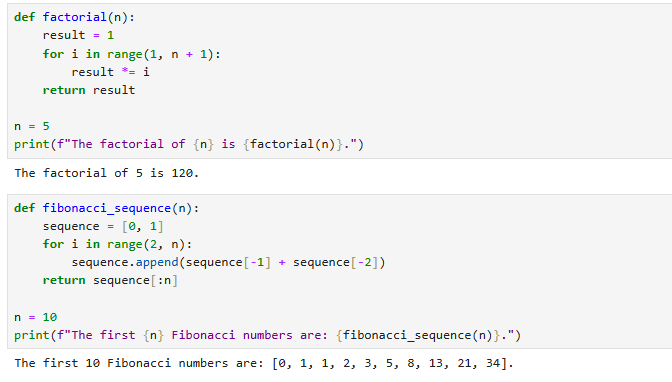 def factorial(n):
    result = 1
    for i in range(1, n + 1):
        result *= i
    return result

n = 5
print(f"The factorial of {n} is {factorial(n)}.")
The factorial of 5 is 120.
def fibonacci_sequence(n):
    sequence = [0, 1]
    for i in range(2, n):
        sequence.append(sequence[-1] + sequence[-2])
    return sequence[:n]

n = 10
print(f"The first {n} Fibonacci numbers are: {fibonacci_sequence(n)}.")
The first 10 Fibonacci numbers are: [0, 1, 1, 2, 3, 5, 8, 13, 21, 34].